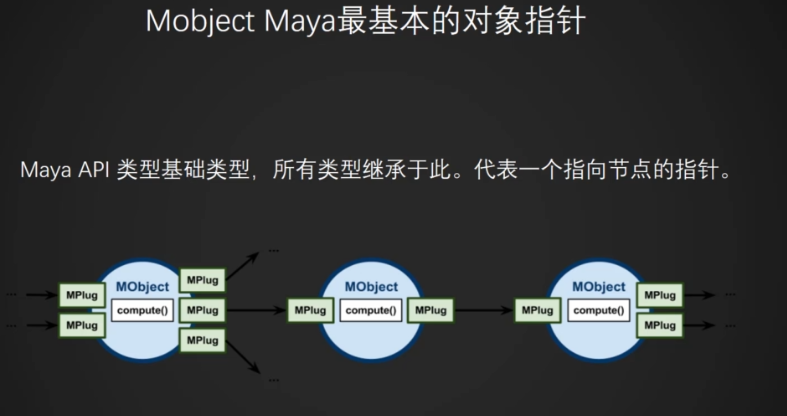 Mobject Maya最基本的对象指针
Maya API 类型基础类型，所有类型继承于此。代表一个指向节点的指针。
... MPlug MObject MPlug ...
compute()
... MPlug MPlug
MPlug ...
MPlug MObject MPlug
compute()
MPlug MObject MPlug ...
compute()
MPlug ...